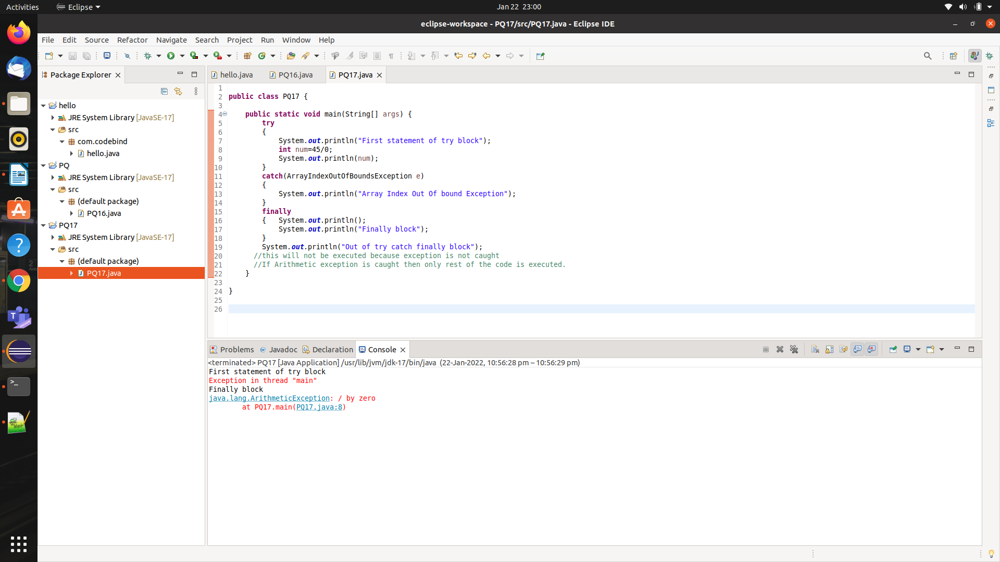 Activities
Eclipse
Jan 22 23:00
eclipse-workspace - PQ17/src/PQ17.java - Eclipse IDE
File Edit Source Refactor Navigate Search Project Run Window Help
Package Explorer
hello
JRE System Library [JavaSE-17]
src
com.codebind
hello.java
PQ
JRE System Library [JavaSE-17]
src
(default package)
PQ16.java
PQ17
JRE System Library [JavaSE-17]
src
(default package)
PQ17.java
hello.java PQ16.java PQ17.java
1
2 public class PQ17 {
3
4     public static void main(String[] args) {
5         try
6         {
7             System.out.println("First statement of try block");
8             int num=45/0;
9             System.out.println(num);
10         }
11         catch(ArrayIndexOutOfBoundsException e)
12         {
13             System.out.println("Array Index Out Of bound Exception");
14         }
15         finally
16         {   System.out.println();
17             System.out.println("Finally block");
18         }
19         System.out.println("Out of try catch finally block");
20       //this will not be executed because exception is not caught
21       //If Arithmetic exception is caught then only rest of the code is executed.
22     }
23
24 }
25
26
Problems @ Javadoc Declaration Console
<terminated> PQ17 [Java Application] /usr/lib/jvm/jdk-17/bin/java (22-Jan-2022, 10:56:28 pm – 10:56:29 pm)
First statement of try block
Exception in thread "main"
Finally block
java.lang.ArithmeticException: / by zero
        at PQ17.main(PQ17.java:8)